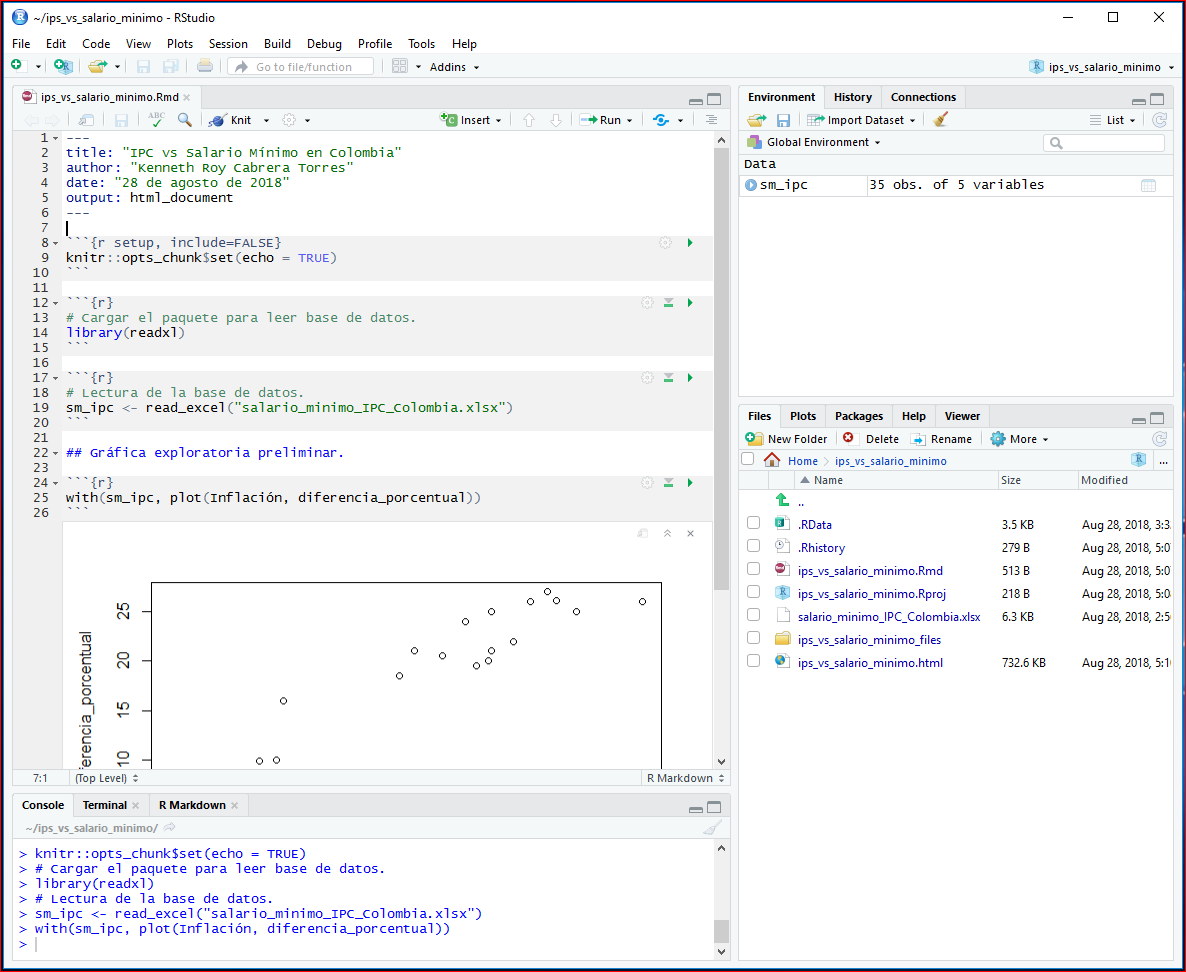 ~/ips_vs_salario_minimo - RStudio
File Edit Code View Plots Session Build Debug Profile Tools Help
Go to file/function Addins ips_vs_salario_minimo
ips_vs_salario_minimo.Rmd
ABC Knit Insert Run
1 ---
2 title: "IPC vs Salario Mínimo en Colombia"
3 author: "Kenneth Roy Cabrera Torres"
4 date: "28 de agosto de 2018"
5 output: html_document
6 ---
7
8 ```{r setup, include=FALSE}
9 knitr::opts_chunk$set(echo = TRUE)
10 ```
11
12 ```{r}
13 # Cargar el paquete para leer base de datos.
14 library(readxl)
15 ```
16
17 ```{r}
18 # Lectura de la base de datos.
19 sm_ipc <- read_excel("salario_minimo_IPC_Colombia.xlsx")
20 ```
21
22 ## Gráfica exploratoria preliminar.
23
24 ```{r}
25 with(sm_ipc, plot(Inflación, diferencia_porcentual))
26 ```
25
20
15
10
ferencia_porcentual
7:1 (Top Level) R Markdown
Console Terminal R Markdown
~/ips_vs_salario_minimo/
> knitr::opts_chunk$set(echo = TRUE)
> # Cargar el paquete para leer base de datos.
> library(readxl)
> # Lectura de la base de datos.
> sm_ipc <- read_excel("salario_minimo_IPC_Colombia.xlsx")
> with(sm_ipc, plot(Inflación, diferencia_porcentual))
>
Environment History Connections
Import Dataset List
Global Environment
Data
sm_ipc 35 obs. of 5 variables
Files Plots Packages Help Viewer
New Folder Delete Rename More
Home ips_vs_salario_minimo ...
Name Size Modified
..
.RData 3.5 KB Aug 28, 2018, 3:3
.Rhistory 279 B Aug 28, 2018, 5:0
ips_vs_salario_minimo.Rmd 513 B Aug 28, 2018, 5:0
ips_vs_salario_minimo.Rproj 218 B Aug 28, 2018, 5:0
salario_minimo_IPC_Colombia.xlsx 6.3 KB Aug 28, 2018, 2:5
ips_vs_salario_minimo_files
ips_vs_salario_minimo.html 732.6 KB Aug 28, 2018, 5:1